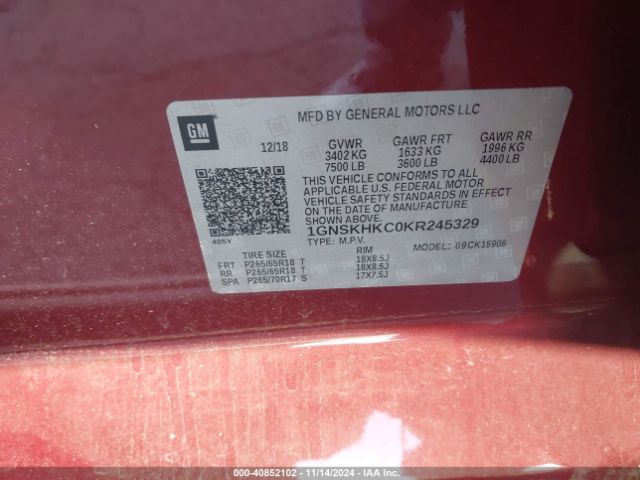 MFD BY GENERAL MOTORS LLC
GM
12/18 GVWR GAWR FRT GAWR RR
3402 KG 1633 KG 1996 KG
7500 LB 3600 LB 4400 LB
THIS VEHICLE CONFORMS TO ALL
APPLICABLE U.S. FEDERAL MOTOR
VEHICLE SAFETY STANDARDS IN EFFECT
ON THE DATE OF MANUFACTURE
SHOWN ABOVE.
1GNSKHKC0KR245329
405Y
TYPE: M.P.V. MODEL: 09CK15906
TIRE SIZE RIM
FRT P265/65R18 T 18X8.5J
RR P265/65R18 T 18X8.5J
SPA P265/70R17 S 17X7.5J
000-40852102 - 11/14/2024 - IAA Inc.